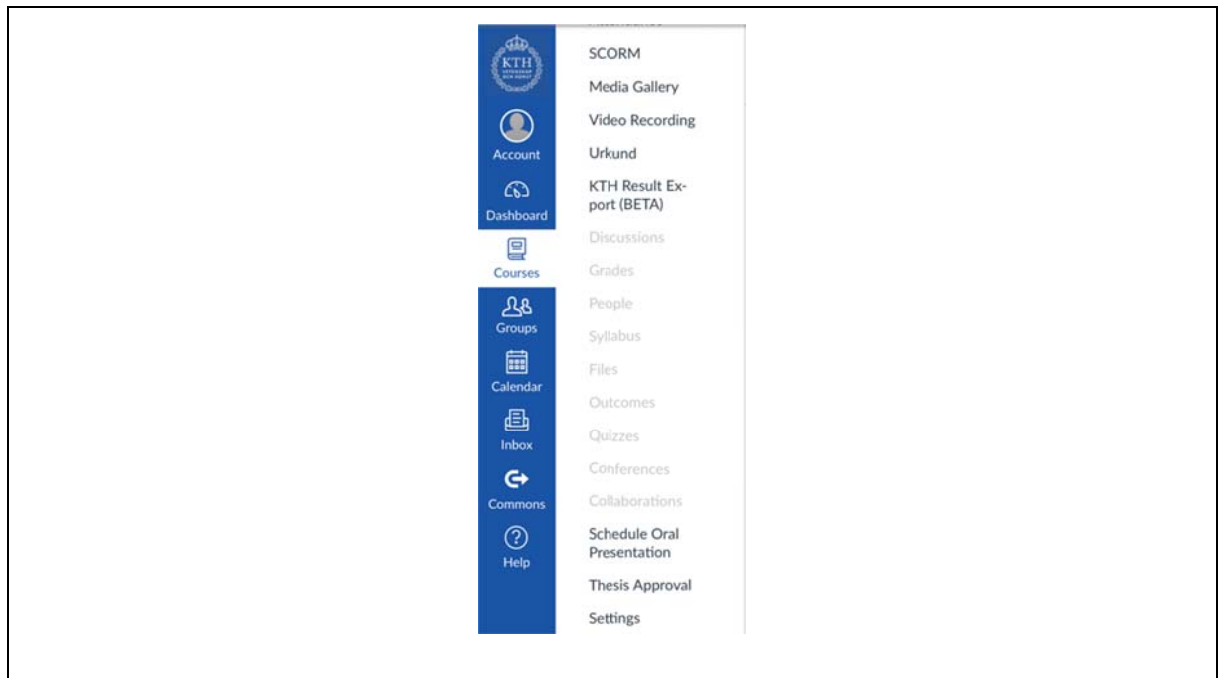 KTH
Account
Dashboard
Courses
Groups
Calendar
Inbox
Commons
Help
SCORM
Media Gallery
Video Recording
Urkund
KTH Result Ex-
port (BETA)
Discussions
Grades
People
Syllabus
Files
Outcomes
Quizzes
Conferences
Collaborations
Schedule Oral
Presentation
Thesis Approval
Settings